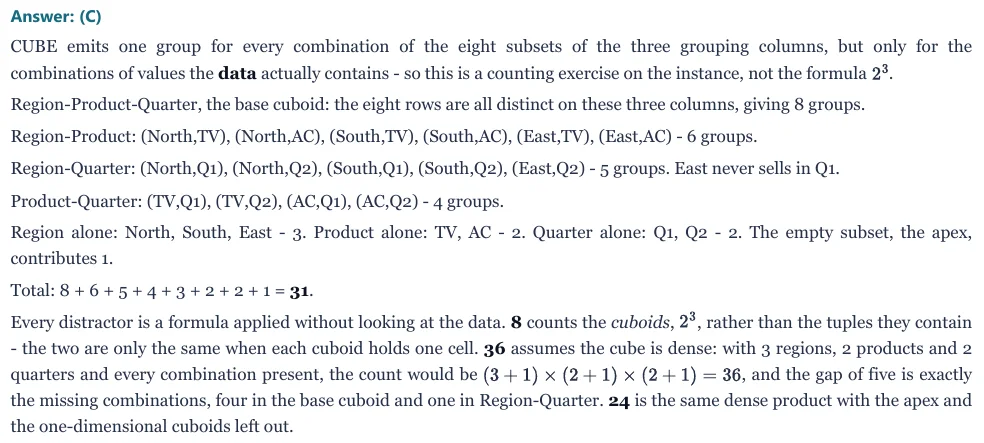 Answer: (C)
CUBE emits one group for every combination of the eight subsets of the three grouping columns, but only for the
combinations of values the data actually contains - so this is a counting exercise on the instance, not the formula 2³.
Region-Product-Quarter, the base cuboid: the eight rows are all distinct on these three columns, giving 8 groups.
Region-Product: (North,TV), (North,AC), (South,TV), (South,AC), (East,TV), (East,AC) - 6 groups.
Region-Quarter: (North,Q1), (North,Q2), (South,Q1), (South,Q2), (East,Q2) - 5 groups. East never sells in Q1.
Product-Quarter: (TV,Q1), (TV,Q2), (AC,Q1), (AC,Q2) - 4 groups.
Region alone: North, South, East - 3. Product alone: TV, AC - 2. Quarter alone: Q1, Q2 - 2. The empty subset, the apex,
contributes 1.
Total: 8 + 6 + 5 + 4 + 3 + 2 + 2 + 1 = 31.
Every distractor is a formula applied without looking at the data. 8 counts the cuboids, 2³, rather than the tuples they contain
- the two are only the same when each cuboid holds one cell. 36 assumes the cube is dense: with 3 regions, 2 products and 2
quarters and every combination present, the count would be (3 + 1) × (2 + 1) × (2 + 1) = 36, and the gap of five is exactly
the missing combinations, four in the base cuboid and one in Region-Quarter. 24 is the same dense product with the apex and
the one-dimensional cuboids left out.